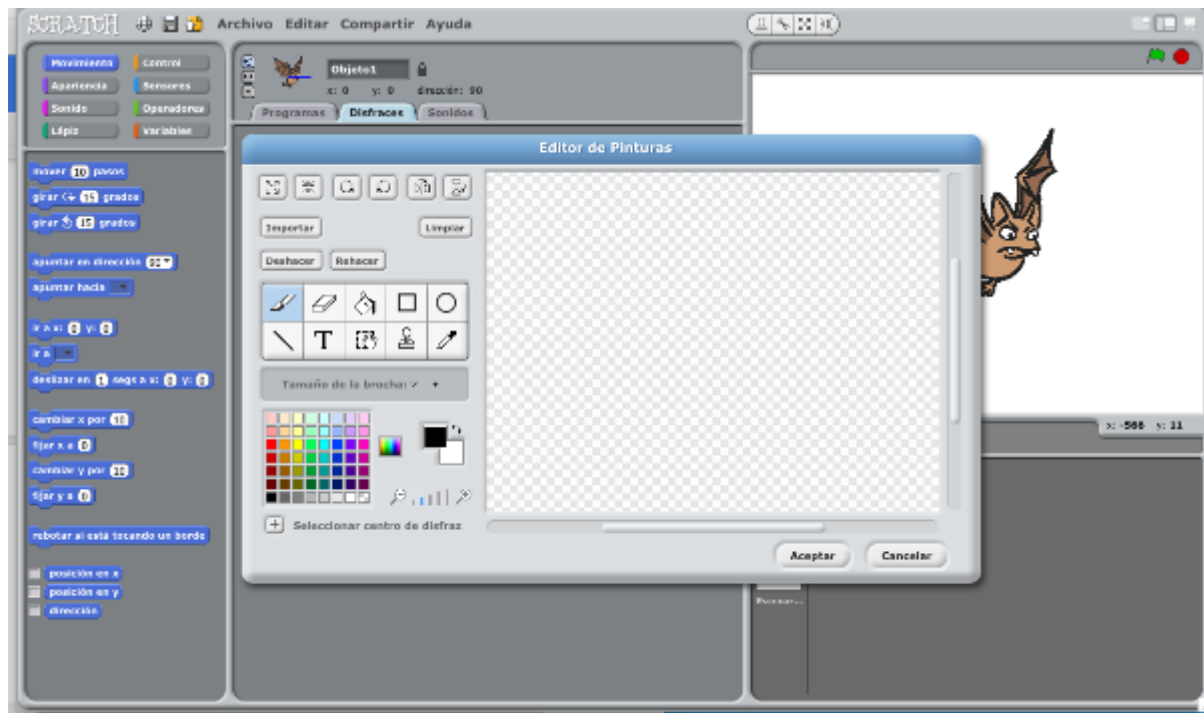 SCRATCH Archivo Editar Compartir Ayuda
Movimiento Control
Apariencia Sensores
Sonido Operadores
Lápiz Variables
Objeto1
x: 0 y: 0 dirección: 90
Programas Disfraces Sonidos
Editor de Pinturas
mover 10 pasos
girar 15 grados
girar 15 grados
apuntar en dirección 90
apuntar hacia
ir a x: 0 y: 0
ir a
deslizar en 1 segs a x: 0 y: 0
cambiar x por 10
fijar x a 0
cambiar y por 10
fijar y a 0
rebotar si está tocando un borde
posición en x
posición en y
dirección
Importar Limpiar
Deshacer Rehacer
T
Tamaño de la brocha:
Seleccionar centro de disfraz
Aceptar Cancelar
x: -566 y: 11